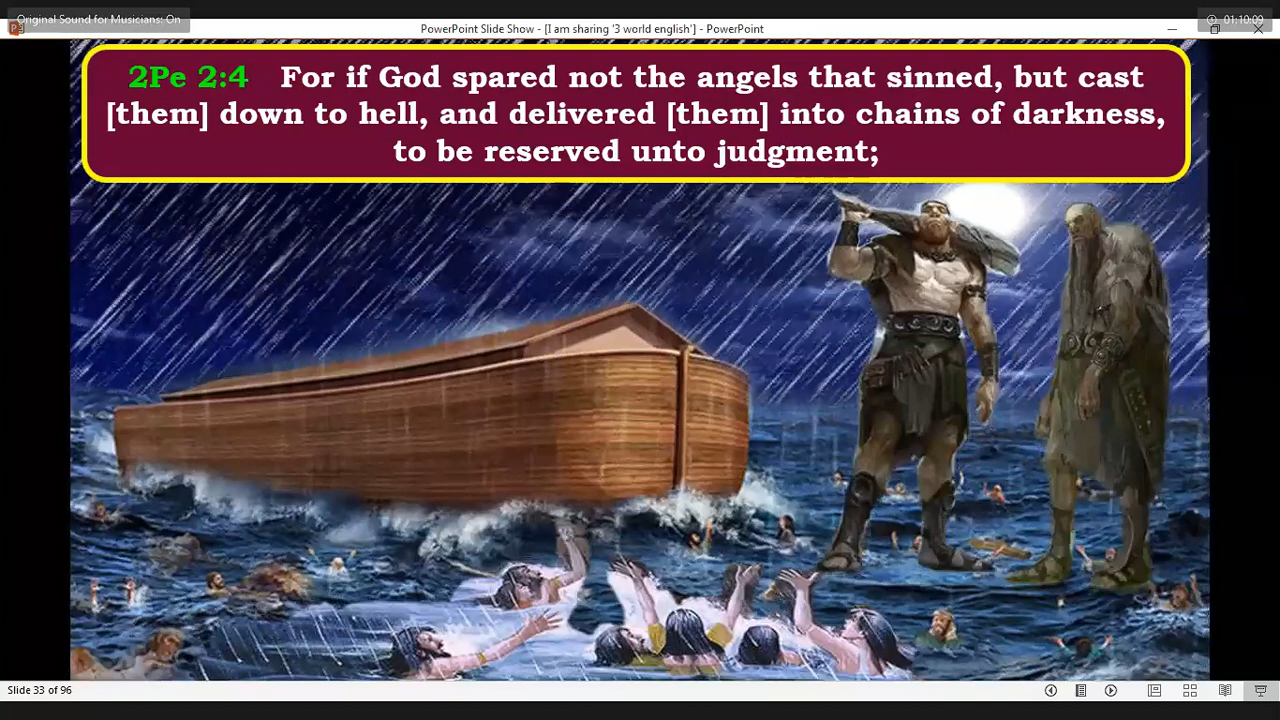 Original Sound for Musicians: On
01:10:09
PowerPoint Slide Show - [I am sharing '3 world english'] - PowerPoint
2Pe 2:4 For if God spared not the angels that sinned, but cast
[them] down to hell, and delivered [them] into chains of darkness,
to be reserved unto judgment;
Slide 33 of 96